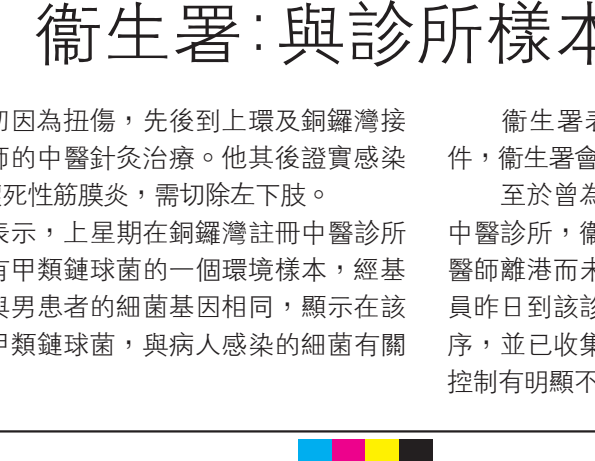 衞生署:與診所樣本
因為扭傷，先後到上環及銅鑼灣接
師的中醫針灸治療。他其後證實感染
死性筋膜炎，需切除左下肢。
表示，上星期在銅鑼灣註冊中醫診所
有甲類鏈球菌的一個環境樣本，經基
與男患者的細菌基因相同，顯示在該
甲類鏈球菌，與病人感染的細菌有關
衞生署表
件，衞生署會
至於曾為
中醫診所，衞
醫師離港而未
員昨日到該診
序，並已收集
控制有明顯不